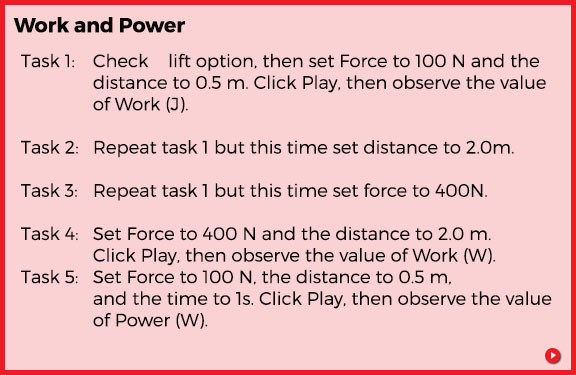 Work and Power
Task 1: Check lift option, then set Force to 100 N and the
distance to 0.5 m. Click Play, then observe the value
of Work (J).
Task 2: Repeat task 1 but this time set distance to 2.0m.
Task 3: Repeat task 1 but this time set force to 400N.
Task 4: Set Force to 400 N and the distance to 2.0 m.
Click Play, then observe the value of Work (W).
Task 5: Set Force to 100 N, the distance to 0.5 m,
and the time to 1s. Click Play, then observe the value
of Power (W).